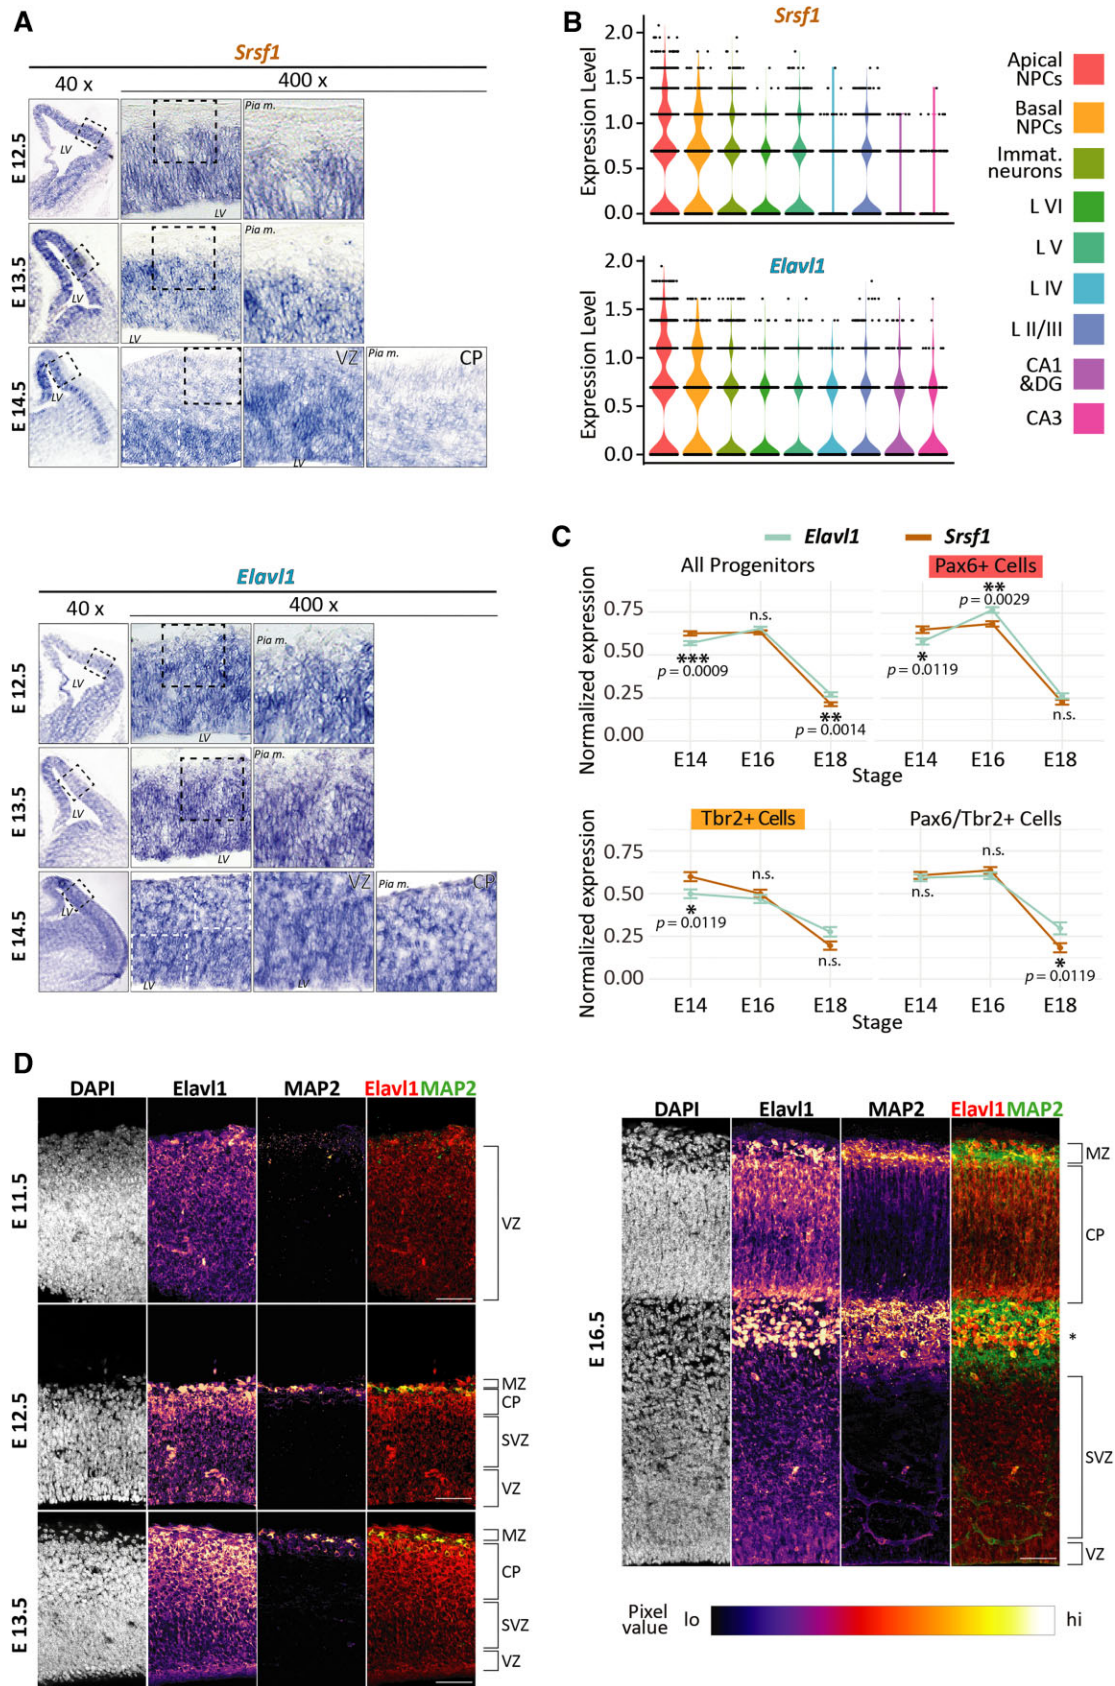 A
Srsf1
40 x
400 x
E 12.5
LV
LV
Pia m.
E 13.5
LV
LV
Pia m.
E 14.5
LV
VZ
LV
Pia m.
CP
Elavl1
40 x
400 x
E 12.5
LV
LV
Pia m.
E 13.5
LV
LV
Pia m.
E 14.5
LV
LV
VZ
LV
Pia m.
CP
B
Srsf1
Expression Level
2.0
1.5
1.0
0.5
0.0
Elavl1
Expression Level
2.0
1.5
1.0
0.5
0.0
Apical
NPCs
Basal
NPCs
Immat.
neurons
L VI
L V
L IV
L II/III
CA1
&DG
CA3
C
Elavl1
Srsf1
All Progenitors
Pax6+ Cells
Normalized expression
0.75
0.50
0.25
0.00
***
p = 0.0009
n.s.
**
p = 0.0014
*
p = 0.0119
**
p = 0.0029
n.s.
E14 E16 E18 E14 E16 E18
Stage
Tbr2+ Cells
Pax6/Tbr2+ Cells
Normalized expression
0.75
0.50
0.25
0.00
*
p = 0.0119
n.s.
n.s.
n.s.
n.s.
*
p = 0.0119
E14 E16 E18 E14 E16 E18
Stage
D
DAPI Elavl1 MAP2 Elavl1 MAP2
E 11.5
VZ
E 12.5
MZ
CP
SVZ
VZ
E 13.5
MZ
CP
SVZ
VZ
DAPI Elavl1 MAP2 Elavl1 MAP2
E 16.5
MZ
CP
*
SVZ
VZ
Pixel
value
lo
hi